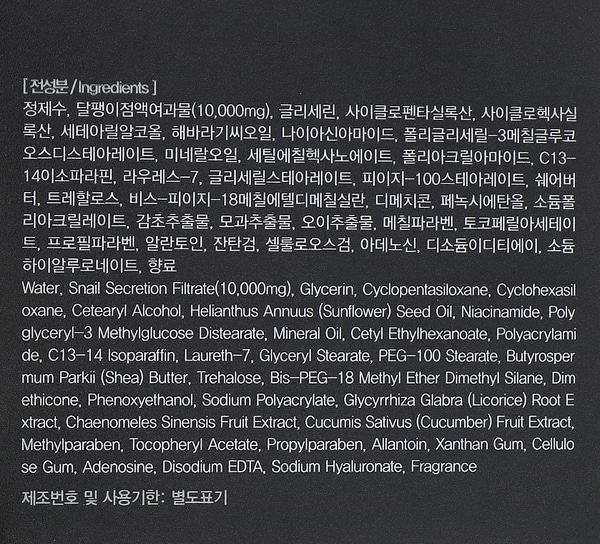 [ 전성분 / Ingredients ]
정제수, 달팽이점액여과물(10,000mg), 글리세린, 사이클로펜타실록산, 사이클로헥사실
록산, 세테아릴알코올, 해바라기씨오일, 나이아신아마이드, 폴리글리세릴-3메칠글루코
오스디스테아레이트, 미네랄오일, 세틸에칠헥사노에이트, 폴리아크릴아마이드, C13-
14이소파라핀, 라우레스-7, 글리세릴스테아레이트, 피이지-100스테아레이트, 쉐어버
터, 트레할로스, 비스-피이지-18메칠에텔디메칠실란, 디메치콘, 페녹시에탄올, 소듐폴
리아크릴레이트, 감초추출물, 모과추출물, 오이추출물, 메칠파라벤, 토코페릴아세테이
트, 프로필파라벤, 알란토인, 잔탄검, 셀룰로오스검, 아데노신, 디소듐이디티에이, 소듐
하이알루로네이트, 향료
Water, Snail Secretion Filtrate(10,000mg), Glycerin, Cyclopentasiloxane, Cyclohexasil
oxane, Cetearyl Alcohol, Helianthus Annuus (Sunflower) Seed Oil, Niacinamide, Poly
glyceryl-3 Methylglucose Distearate, Mineral Oil, Cetyl Ethylhexanoate, Polyacrylami
de, C13-14 Isoparaffin, Laureth-7, Glyceryl Stearate, PEG-100 Stearate, Butyrosper
mum Parkii (Shea) Butter, Trehalose, Bis-PEG-18 Methyl Ether Dimethyl Silane, Dim
ethicone, Phenoxyethanol, Sodium Polyacrylate, Glycyrrhiza Glabra (Licorice) Root E
xtract, Chaenomeles Sinensis Fruit Extract, Cucumis Sativus (Cucumber) Fruit Extract,
Methylparaben, Tocopheryl Acetate, Propylparaben, Allantoin, Xanthan Gum, Cellulo
se Gum, Adenosine, Disodium EDTA, Sodium Hyaluronate, Fragrance
제조번호 및 사용기한: 별도표기